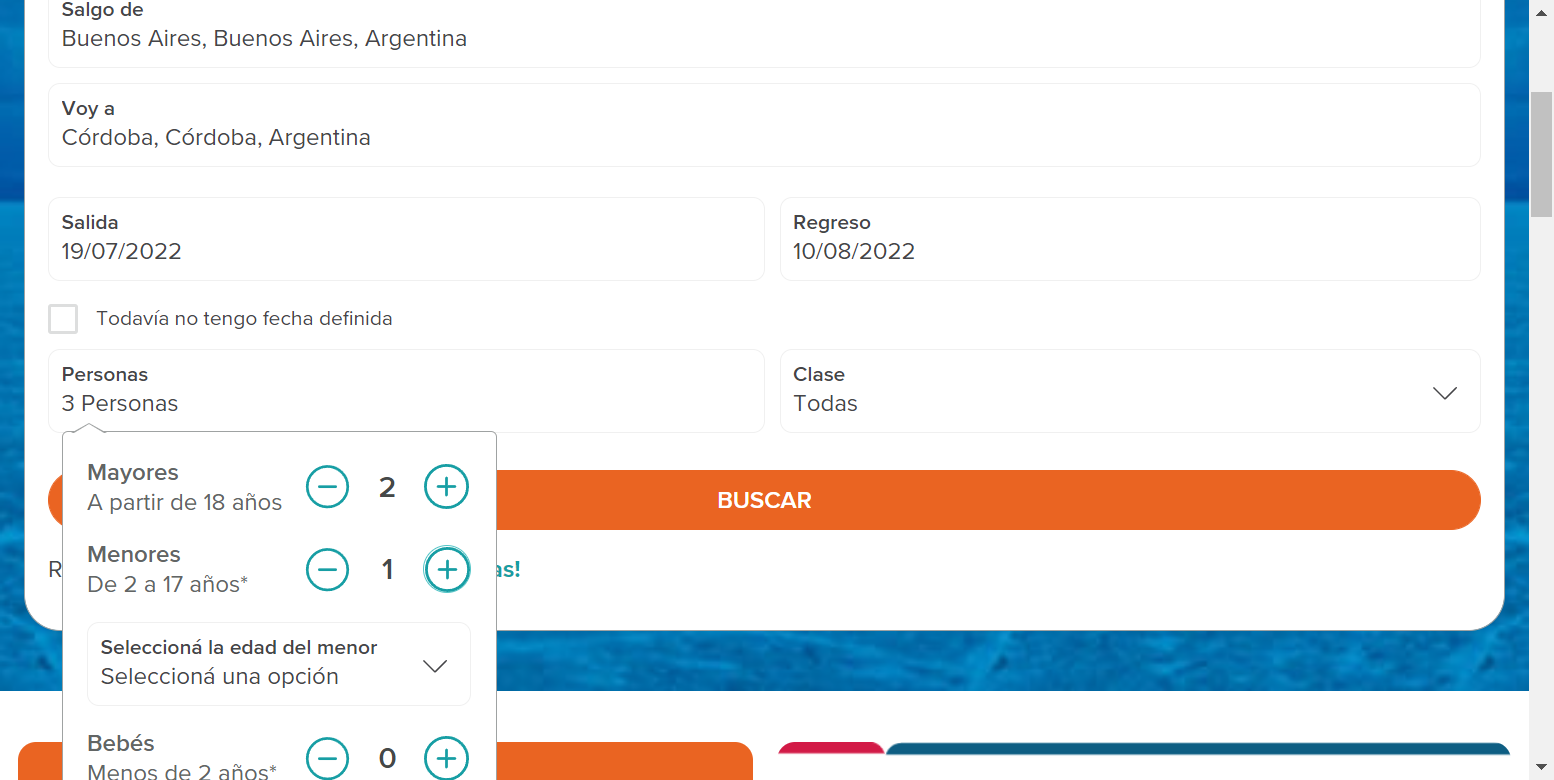 Salgo de
Buenos Aires, Buenos Aires, Argentina
Voy a
Córdoba, Córdoba, Argentina
Salida
19/07/2022
Regreso
10/08/2022
Todavía no tengo fecha definida
Personas
3 Personas
Clase
Todas
Mayores
A partir de 18 años
2
BUSCAR
Menores
De 2 a 17 años*
1
Seleccioná la edad del menor
Seleccioná una opción
Bebés
Menos de 2 años*
0